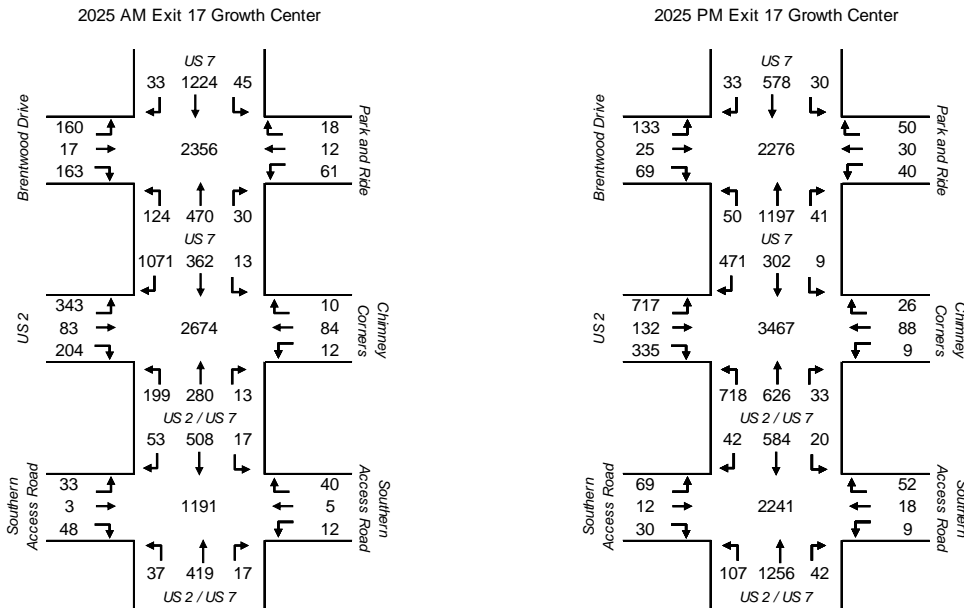 2025 AM Exit 17 Growth Center
US 7
33 1224 45
Brentwood Drive
160
17
163
2356
18
12
61
Park and Ride
124 470 30
US 7
1071 362 13
US 2
343
83
204
2674
10
84
12
Chimney
Corners
199 280 13
US 2 / US 7
53 508 17
Southern
Access Road
33
3
48
1191
40
5
12
Southern
Access Road
37 419 17
US 2 / US 7
2025 PM Exit 17 Growth Center
US 7
33 578 30
Brentwood Drive
133
25
69
2276
50
30
40
Park and Ride
50 1197 41
US 7
471 302 9
US 2
717
132
335
3467
26
88
9
Chimney
Corners
718 626 33
US 2 / US 7
42 584 20
Southern
Access Road
69
12
30
2241
52
18
9
Southern
Access Road
107 1256 42
US 2 / US 7